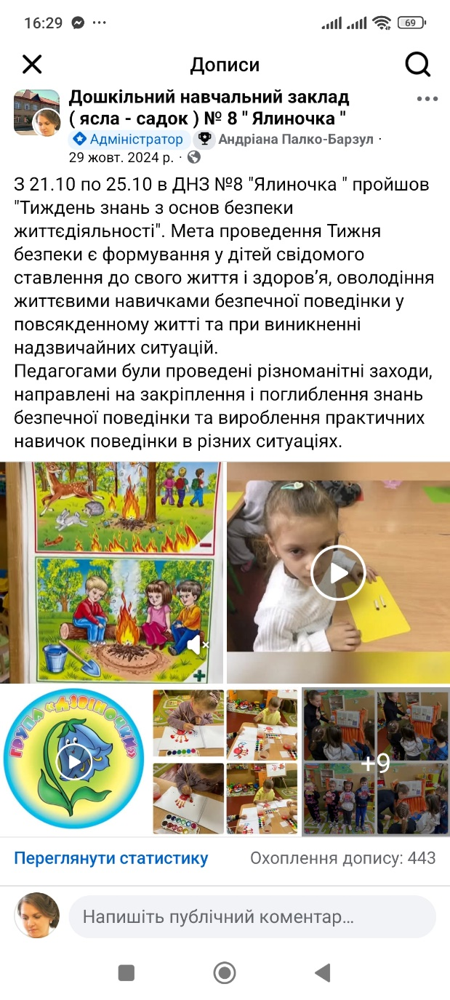 16:29
69
Дописи
Дошкільний навчальний заклад
( ясла - садок ) № 8 " Ялиночка "
Адміністратор Андріана Палко-Барзул ·
29 жовт. 2024 р. ·
З 21.10 по 25.10 в ДНЗ №8 "Ялиночка " пройшов
"Тиждень знань з основ безпеки
життєдіяльності". Мета проведення Тижня
безпеки є формування у дітей свідомого
ставлення до свого життя і здоров’я, оволодіння
життєвими навичками безпечної поведінки у
повсякденному житті та при виникненні
надзвичайних ситуацій.
Педагогами були проведені різноманітні заходи,
направлені на закріплення і поглиблення знань
безпечної поведінки та вироблення практичних
навичок поведінки в різних ситуаціях.
ГРУПА «ДЗВІНОЧКИ»
+9
Переглянути статистику
Охоплення допису: 443
Напишіть публічний коментар...